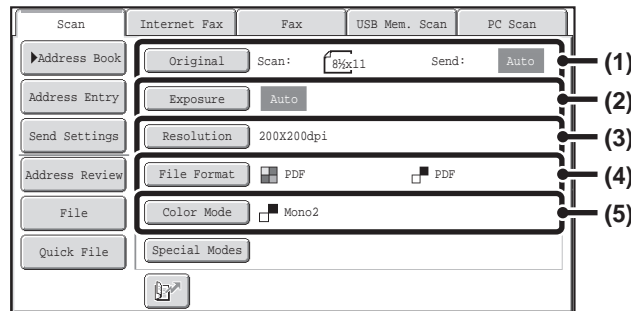 Scan Internet Fax Fax USB Mem. Scan PC Scan
Address Book Original Scan: 8½x11 Send: Auto (1)
Address Entry Exposure Auto (2)
Send Settings Resolution 200X200dpi (3)
Address Review File Format PDF PDF (4)
File Color Mode Mono2 (5)
Quick File Special Modes